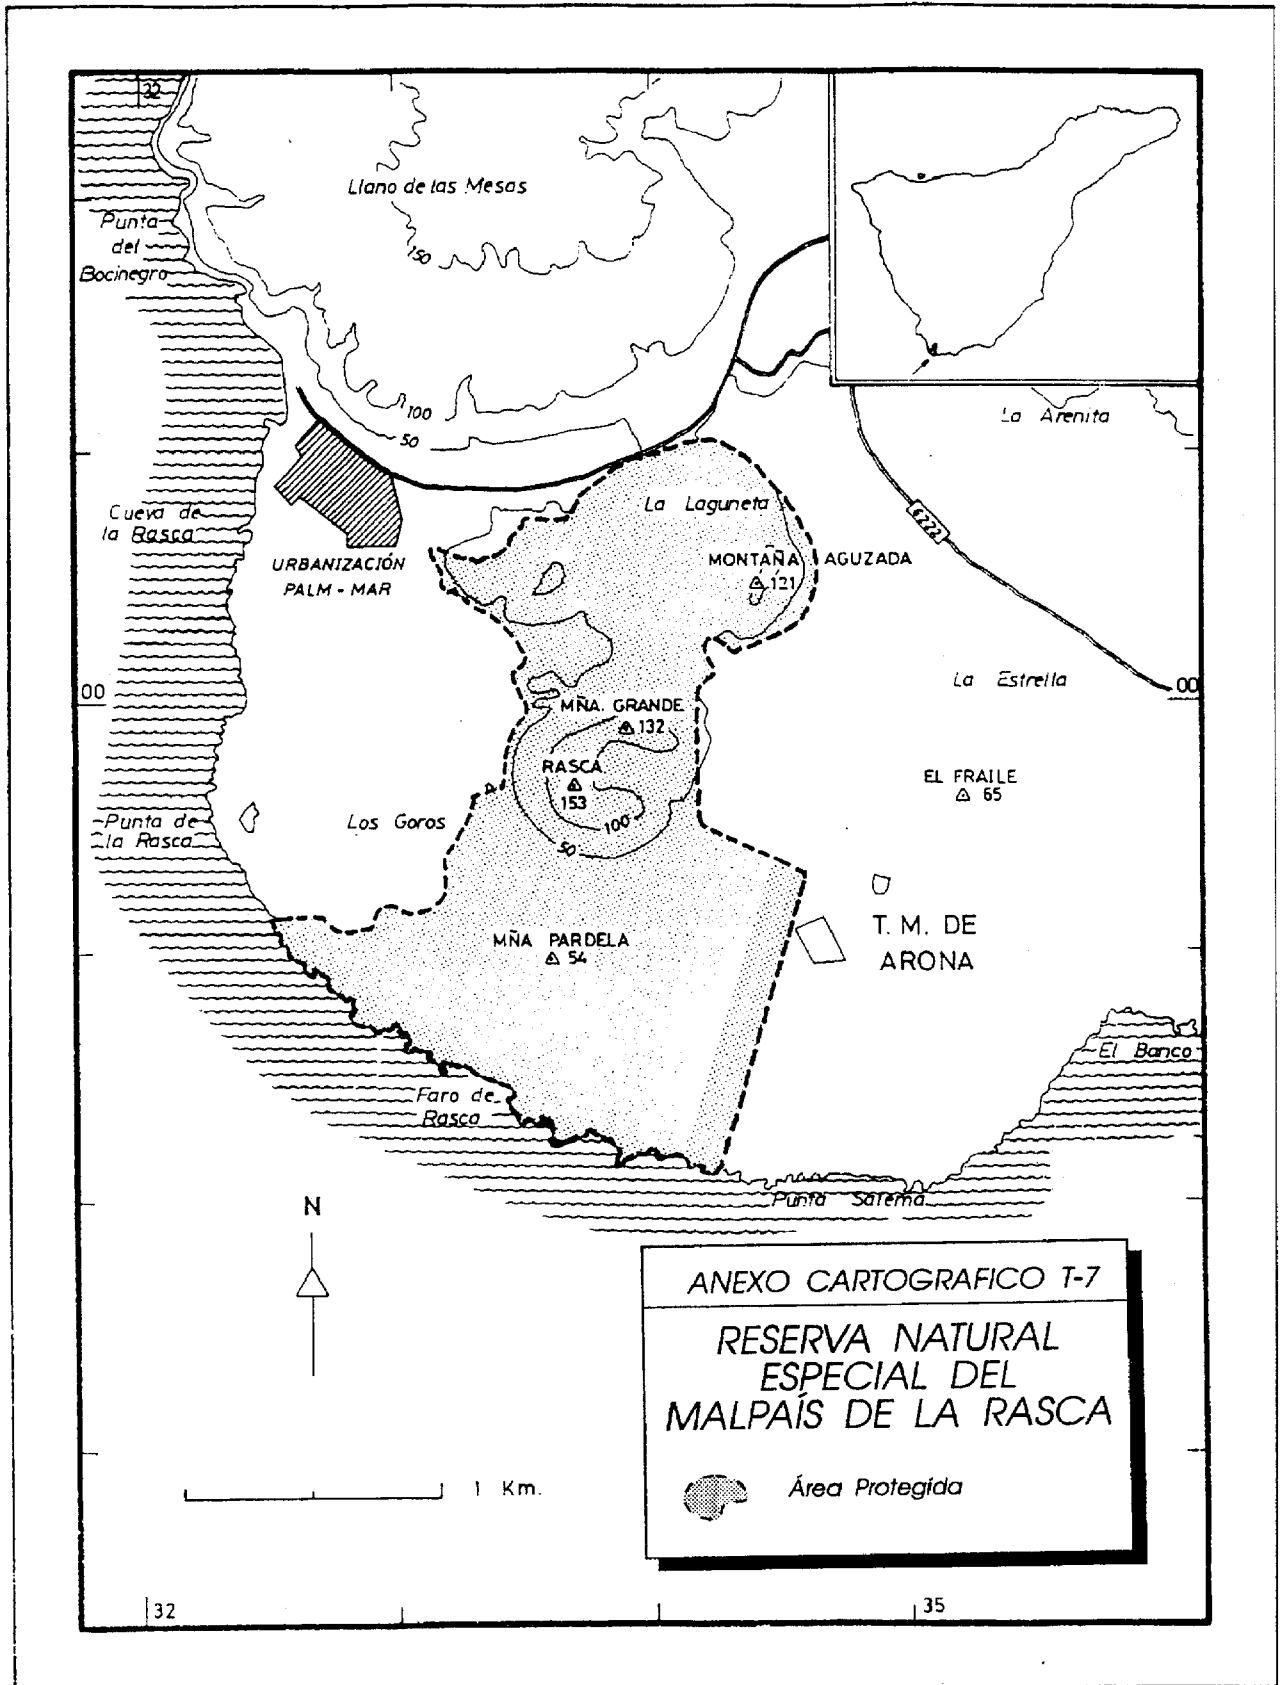 32
Llano de las Mesas
Punta
del
Bocinegro
150
100
50
La Arenita
C 222
La Laguneta
Cueva de
la Rasca
MONTAÑA AGUZADA
121
URBANIZACIÓN
PALM - MAR
00
La Estrella
00
MÑA. GRANDE
132
RASCA
153
EL FRAILE
65
100
50
Punta de
la Rasca
Los Goros
MÑA PARDELA
54
T. M. DE
ARONA
El Banco
Faro de
Rasca
Punta Salema
N
ANEXO CARTOGRAFICO T-7
RESERVA NATURAL
ESPECIAL DEL
MALPAÍS DE LA RASCA
Área Protegida
1 Km.
32
35